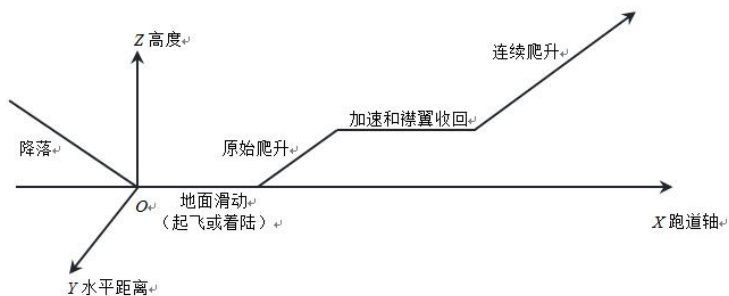 Z 高度↵
连续爬升↵
加速和襟翼收回↵
原始爬升↵
降落↵
O↵
地面滑动↵
（起飞或着陆）↵
X 跑道轴↵
Y 水平距离↵